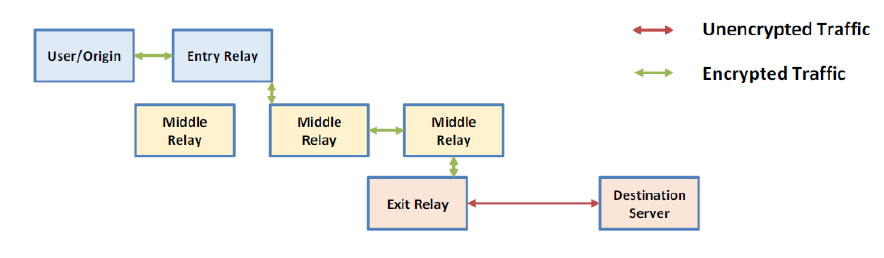 Unencrypted Traffic
User/Origin
Entry Relay
Encrypted Traffic
Middle
Relay
Middle
Relay
Middle
Relay
Exit Relay
Destination
Server